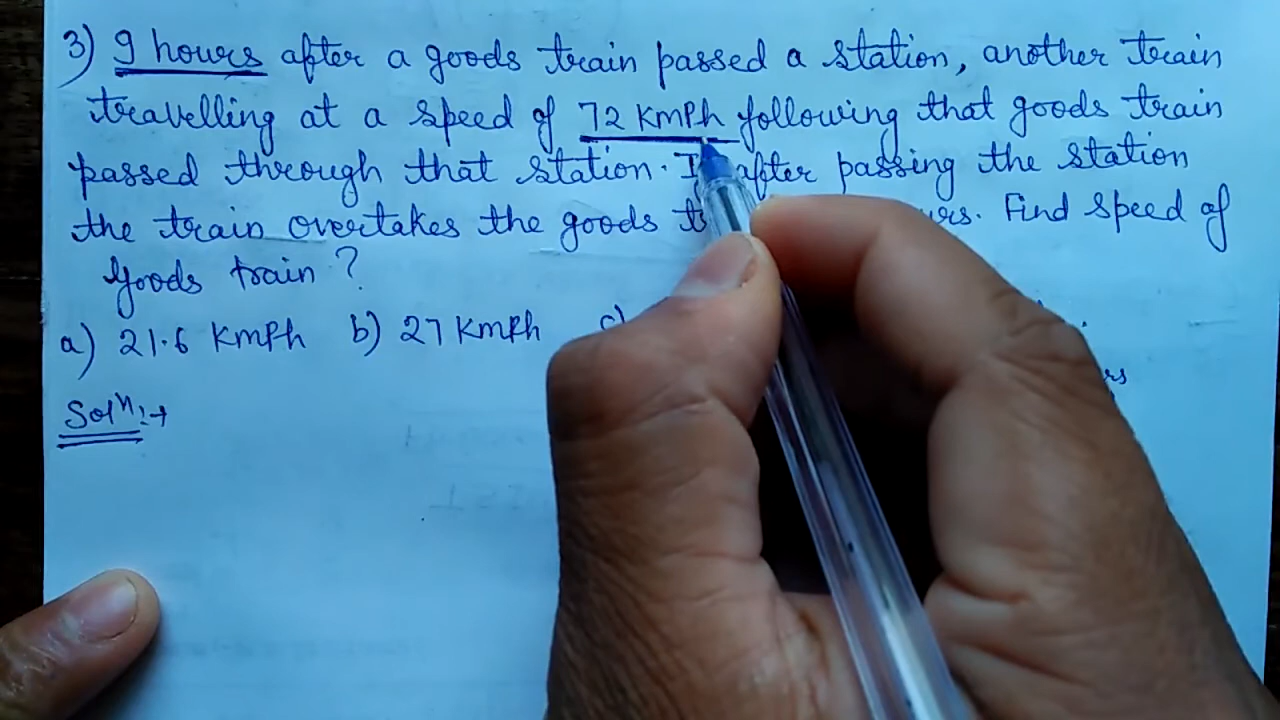 3) 9 hours after a goods train passed a station, another train
travelling at a speed of 72 KMPh following that goods train
passed through that station. after passing the station
the train overtakes the goods Find speed of
goods train ?
a) 21.6 KMPh b) 27 KMPh c)
Solⁿ:→